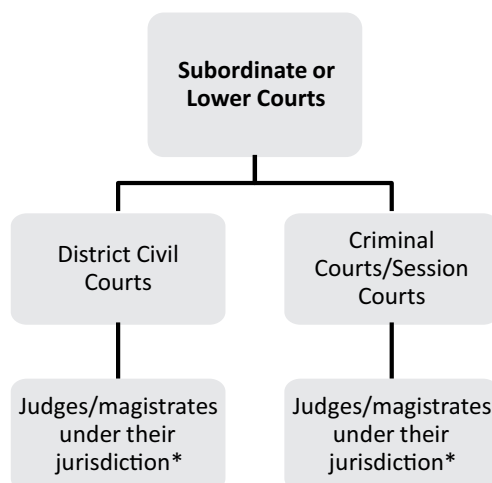 Subordinate or
Lower Courts
District Civil
Courts
Criminal
Courts/Session
Courts
Judges/magistrates
under their
jurisdiction*
Judges/magistrates
under their
jurisdiction*